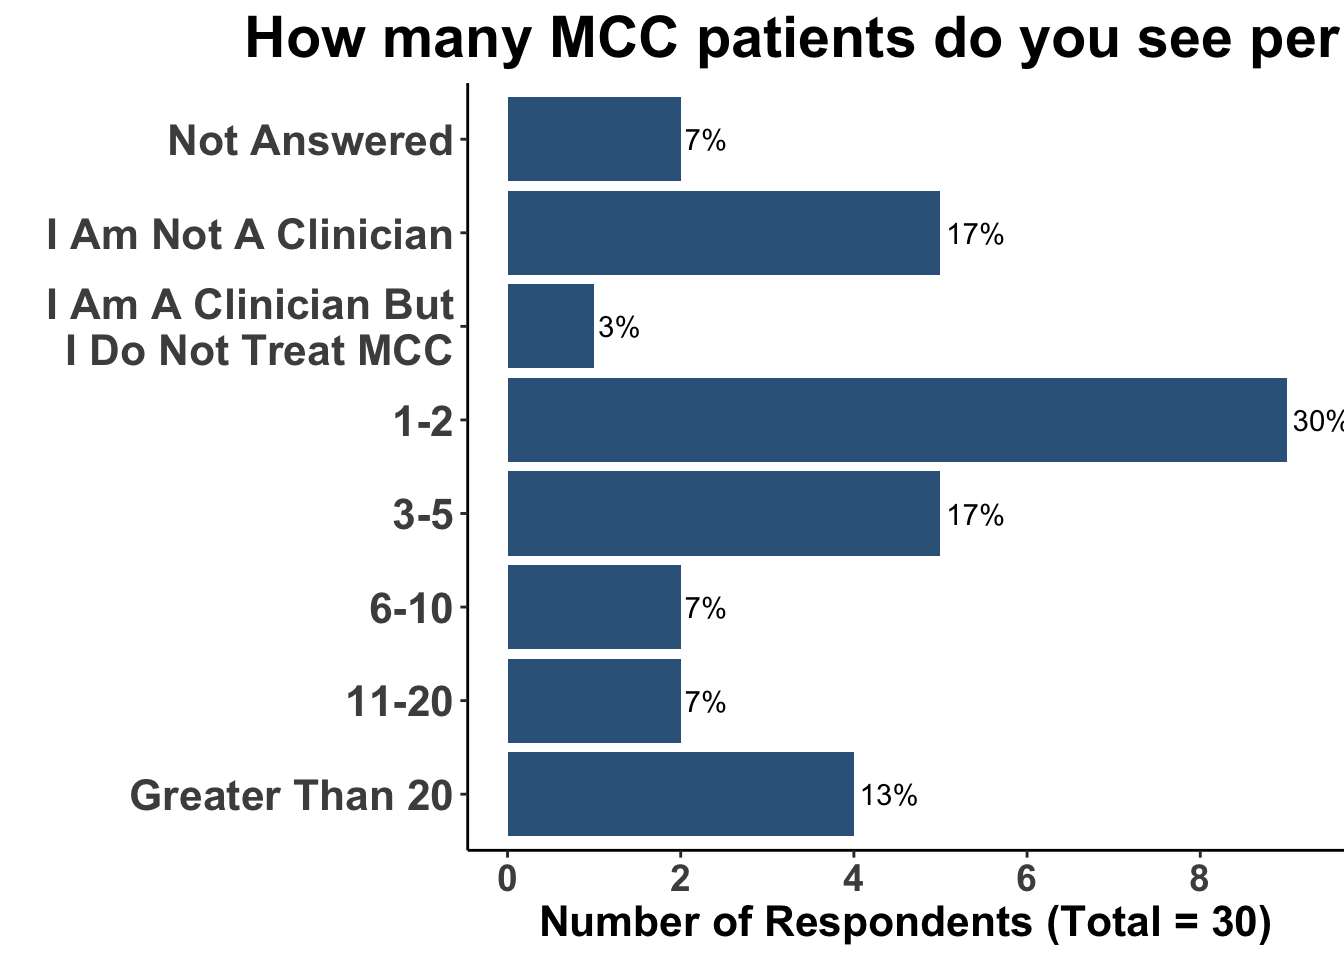 How many MCC patients do you see per
Not Answered
7%
I Am Not A Clinician
17%
I Am A Clinician But
I Do Not Treat MCC
3%
1-2
30%
3-5
17%
6-10
7%
11-20
7%
Greater Than 20
13%
0 2 4 6 8
Number of Respondents (Total = 30)